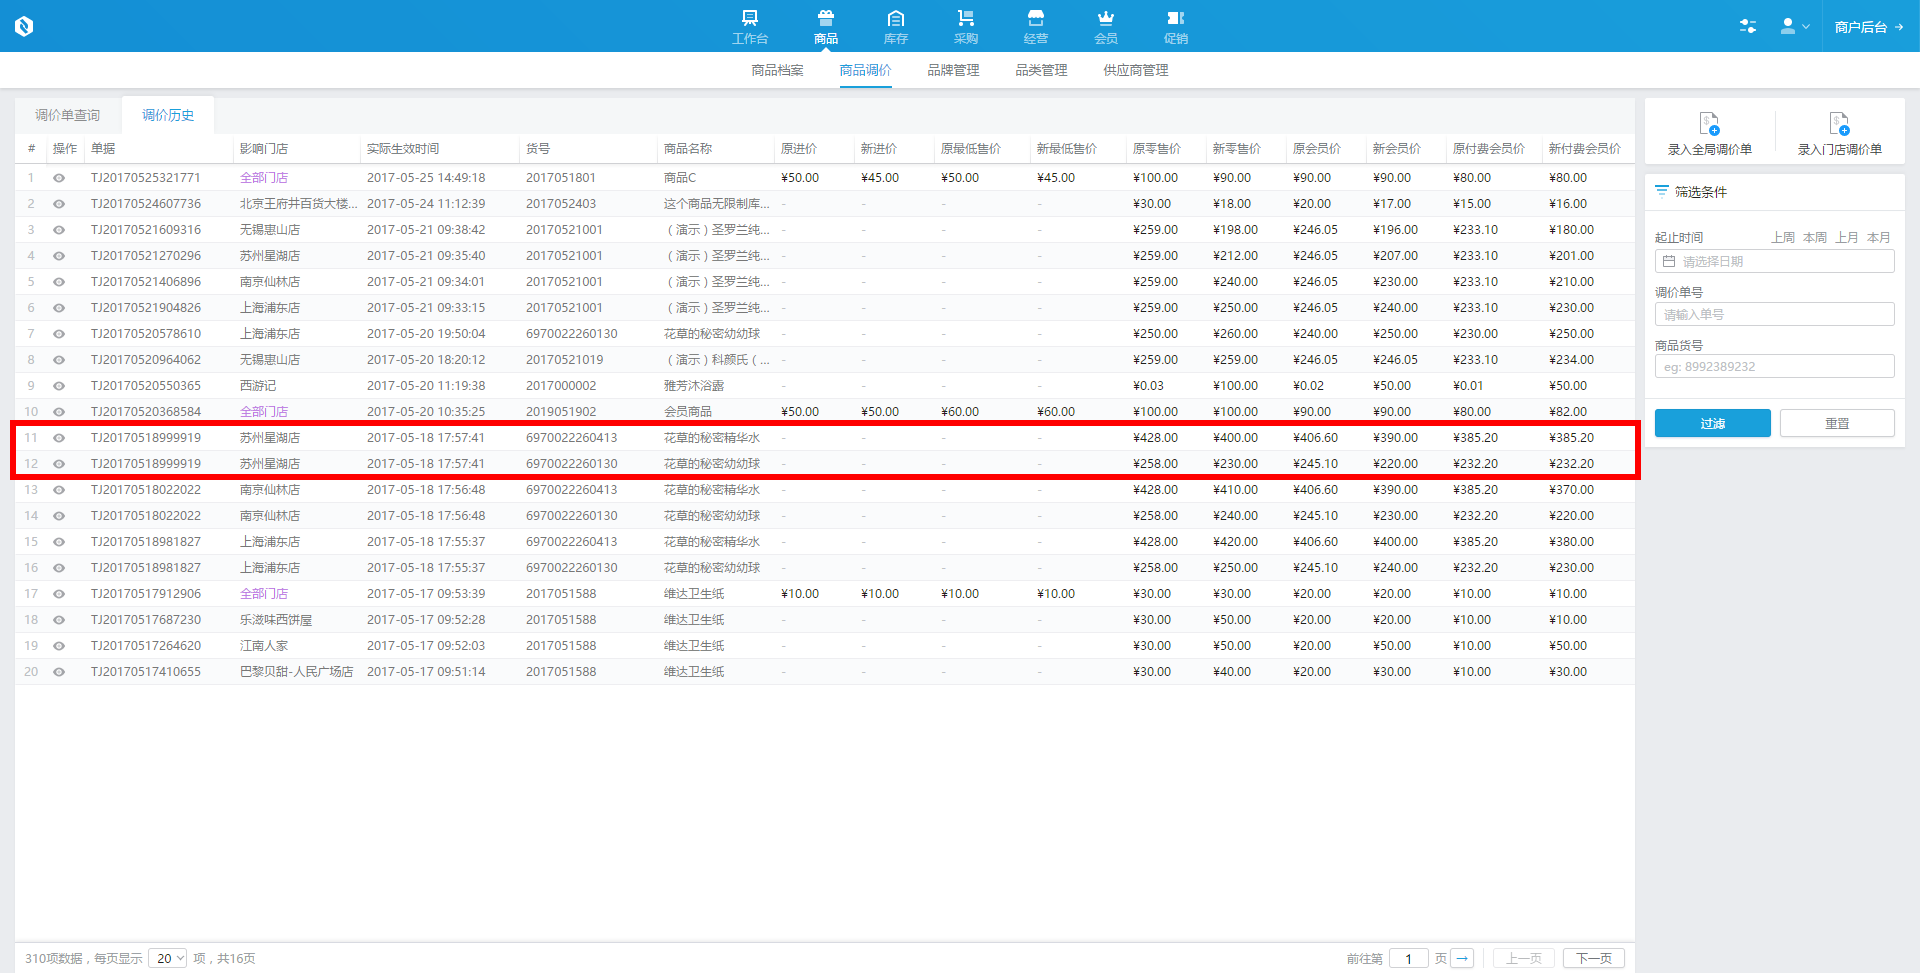 工作台 商品 库存 采购 经营 会员 促销 商户后台
商品档案 商品调价 品牌管理 品类管理 供应商管理
调价单查询 调价历史
# 操作 单据 影响门店 实际生效时间 货号 商品名称 原进价 新进价 原最低售价 新最低售价 原零售价 新零售价 原会员价 新会员价 原付费会员价 新付费会员价
1 TJ20170525321771 全部门店 2017-05-25 14:49:18 2017051801 商品C ¥50.00 ¥45.00 ¥50.00 ¥45.00 ¥100.00 ¥90.00 ¥90.00 ¥90.00 ¥80.00 ¥80.00
2 TJ20170524607736 北京王府井百货大楼... 2017-05-24 11:12:39 2017052403 这个商品无限制库... - - - - ¥30.00 ¥18.00 ¥20.00 ¥17.00 ¥15.00 ¥16.00
3 TJ20170521609316 无锡惠山店 2017-05-21 09:38:42 20170521001 （演示）圣罗兰纯... - - - - ¥259.00 ¥198.00 ¥246.05 ¥196.00 ¥233.10 ¥180.00
4 TJ20170521270296 苏州星湖店 2017-05-21 09:35:40 20170521001 （演示）圣罗兰纯... - - - - ¥259.00 ¥212.00 ¥246.05 ¥207.00 ¥233.10 ¥201.00
5 TJ20170521406896 南京仙林店 2017-05-21 09:34:01 20170521001 （演示）圣罗兰纯... - - - - ¥259.00 ¥240.00 ¥246.05 ¥230.00 ¥233.10 ¥210.00
6 TJ20170521904826 上海浦东店 2017-05-21 09:33:15 20170521001 （演示）圣罗兰纯... - - - - ¥259.00 ¥250.00 ¥246.05 ¥240.00 ¥233.10 ¥230.00
7 TJ20170520578610 上海浦东店 2017-05-20 19:50:04 6970022260130 花草的秘密幼幼球 - - - - ¥250.00 ¥260.00 ¥240.00 ¥250.00 ¥230.00 ¥250.00
8 TJ20170520964062 无锡惠山店 2017-05-20 18:20:12 20170521019 （演示）科颜氏（... - - - - ¥259.00 ¥259.00 ¥246.05 ¥246.05 ¥233.10 ¥234.00
9 TJ20170520550365 西游记 2017-05-20 11:19:38 2017000002 雅芳沐浴露 - - - - ¥0.03 ¥100.00 ¥0.02 ¥50.00 ¥0.01 ¥50.00
10 TJ20170520368584 全部门店 2017-05-20 10:35:25 2019051902 会员商品 ¥50.00 ¥50.00 ¥60.00 ¥60.00 ¥100.00 ¥100.00 ¥90.00 ¥90.00 ¥80.00 ¥82.00
11 TJ20170518999919 苏州星湖店 2017-05-18 17:57:41 6970022260413 花草的秘密精华水 - - - - ¥428.00 ¥400.00 ¥406.60 ¥390.00 ¥385.20 ¥385.20
12 TJ20170518999919 苏州星湖店 2017-05-18 17:57:41 6970022260130 花草的秘密幼幼球 - - - - ¥258.00 ¥230.00 ¥245.10 ¥220.00 ¥232.20 ¥232.20
13 TJ20170518022022 南京仙林店 2017-05-18 17:56:48 6970022260413 花草的秘密精华水 - - - - ¥428.00 ¥410.00 ¥406.60 ¥390.00 ¥385.20 ¥370.00
14 TJ20170518022022 南京仙林店 2017-05-18 17:56:48 6970022260130 花草的秘密幼幼球 - - - - ¥258.00 ¥240.00 ¥245.10 ¥230.00 ¥232.20 ¥220.00
15 TJ20170518981827 上海浦东店 2017-05-18 17:55:37 6970022260413 花草的秘密精华水 - - - - ¥428.00 ¥420.00 ¥406.60 ¥400.00 ¥385.20 ¥380.00
16 TJ20170518981827 上海浦东店 2017-05-18 17:55:37 6970022260130 花草的秘密幼幼球 - - - - ¥258.00 ¥250.00 ¥245.10 ¥240.00 ¥232.20 ¥230.00
17 TJ20170517912906 全部门店 2017-05-17 09:53:39 2017051588 维达卫生纸 ¥10.00 ¥10.00 ¥10.00 ¥10.00 ¥30.00 ¥30.00 ¥20.00 ¥20.00 ¥10.00 ¥10.00
18 TJ20170517687230 乐滋味西饼屋 2017-05-17 09:52:28 2017051588 维达卫生纸 - - - - ¥30.00 ¥50.00 ¥20.00 ¥20.00 ¥10.00 ¥10.00
19 TJ20170517264620 江南人家 2017-05-17 09:52:03 2017051588 维达卫生纸 - - - - ¥30.00 ¥50.00 ¥20.00 ¥50.00 ¥10.00 ¥50.00
20 TJ20170517410655 巴黎贝甜-人民广场店 2017-05-17 09:51:14 2017051588 维达卫生纸 - - - - ¥30.00 ¥40.00 ¥20.00 ¥30.00 ¥10.00 ¥30.00
310项数据，每页显示 20 项，共16页 前往第 1 页 → 上一页 下一页
录入全局调价单 录入门店调价单
筛选条件
起止时间 上周 本周 上月 本月
请选择日期
调价单号
请输入单号
商品货号
eg: 8992389232
过滤 重置